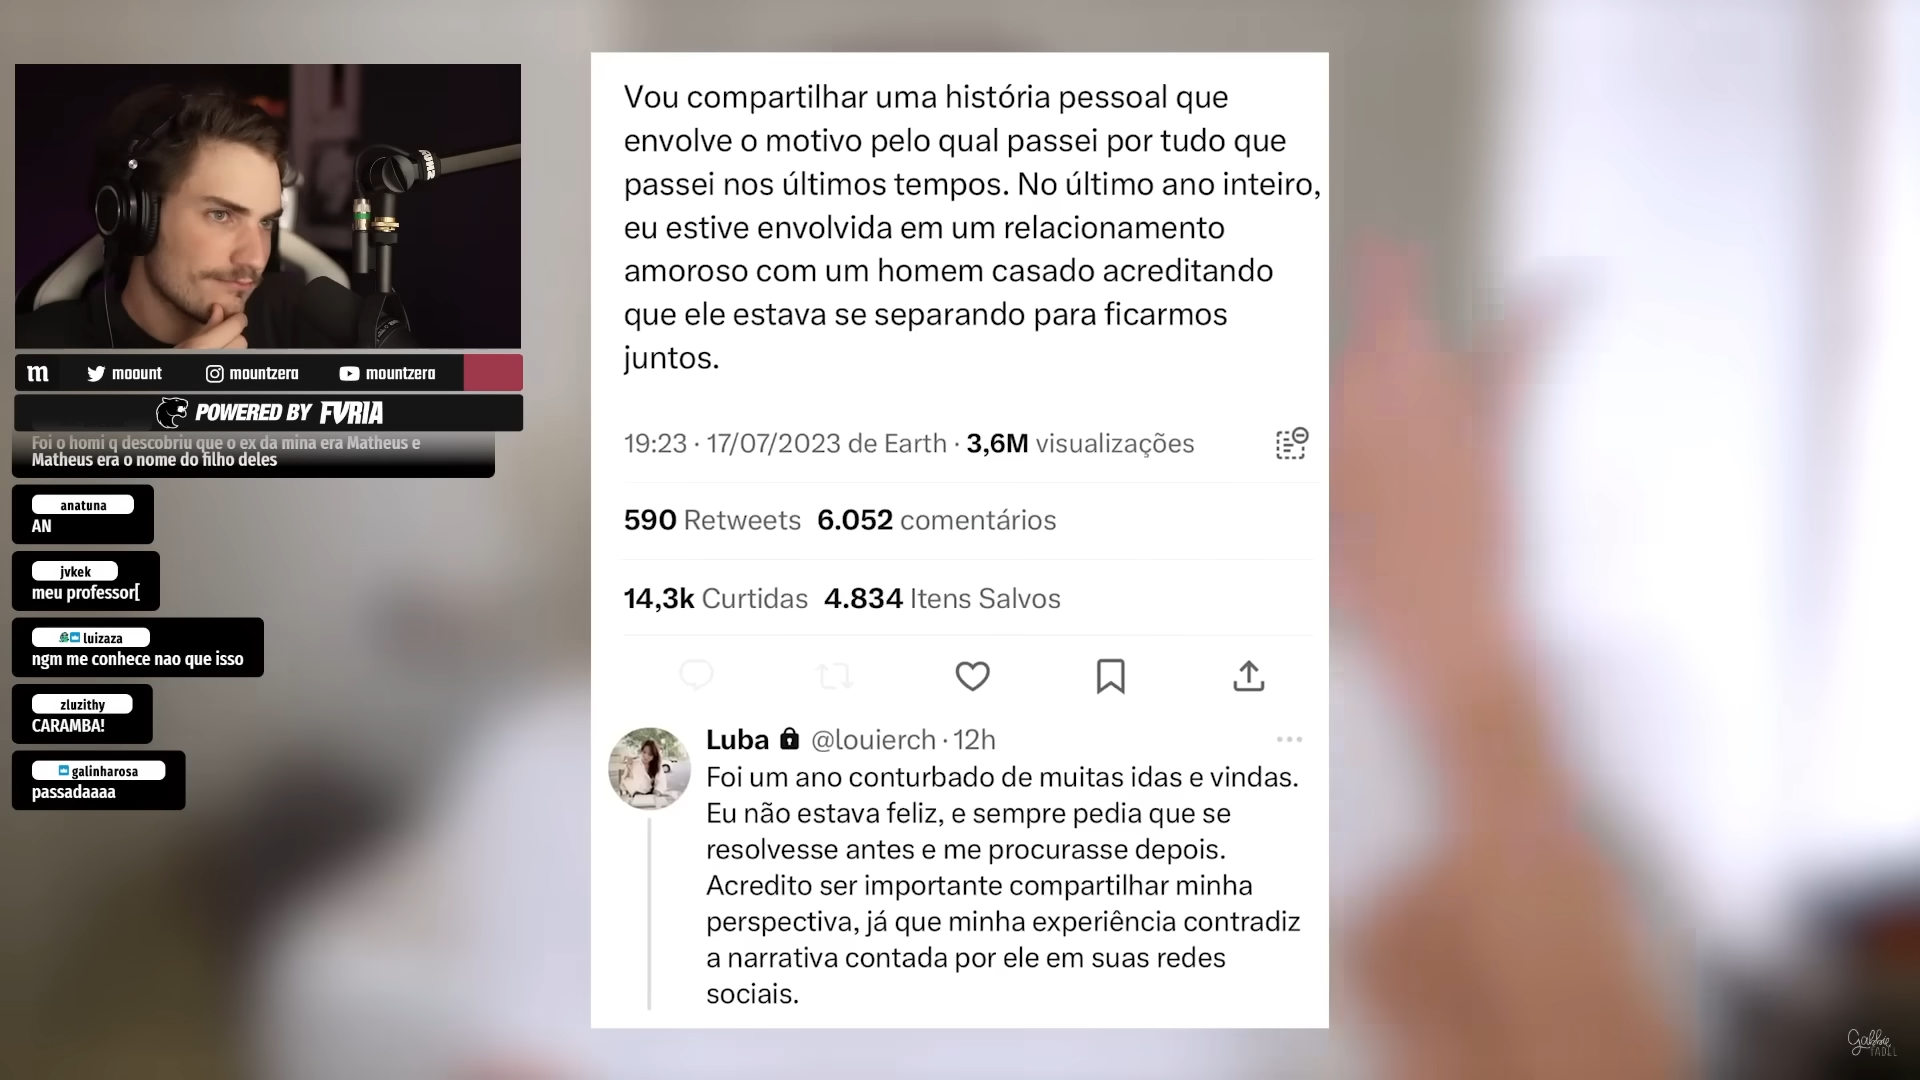 m moount mountzera mountzera
POWERED BY FURIA
Foi o homi q descobriu que o ex da mina era Matheus e
Matheus era o nome do filho deles
anatuna
AN
jvkek
meu professor[
luizaza
ngm me conhece nao que isso
zluzithy
CARAMBA!
galinharosa
passadaaaa
Vou compartilhar uma história pessoal que
envolve o motivo pelo qual passei por tudo que
passei nos últimos tempos. No último ano inteiro,
eu estive envolvida em um relacionamento
amoroso com um homem casado acreditando
que ele estava se separando para ficarmos
juntos.
19:23 · 17/07/2023 de Earth · 3,6M visualizações
590 Retweets 6.052 comentários
14,3k Curtidas 4.834 Itens Salvos
Luba @louierch · 12h
Foi um ano conturbado de muitas idas e vindas.
Eu não estava feliz, e sempre pedia que se
resolvesse antes e me procurasse depois.
Acredito ser importante compartilhar minha
perspectiva, já que minha experiência contradiz
a narrativa contada por ele em suas redes
sociais.
Gabbie
FADEL